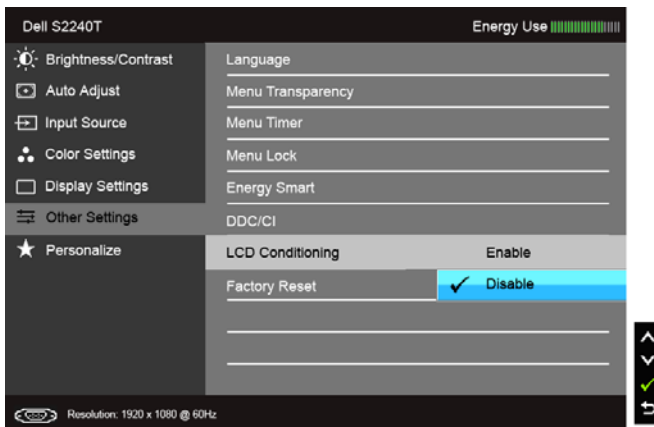 Dell S2240T Energy Use
Brightness/Contrast Language
Auto Adjust Menu Transparency
Input Source Menu Timer
Color Settings Menu Lock
Display Settings Energy Smart
Other Settings DDC/CI
Personalize LCD Conditioning Enable
Factory Reset Disable
Resolution: 1920 x 1080 @ 60Hz